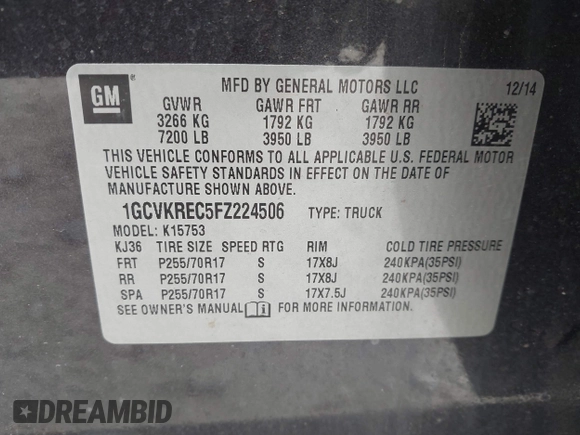 GM
MFD BY GENERAL MOTORS LLC 12/14
GVWR GAWR FRT GAWR RR
3266 KG 1792 KG 1792 KG
7200 LB 3950 LB 3950 LB
THIS VEHICLE CONFORMS TO ALL APPLICABLE U.S. FEDERAL MOTOR
VEHICLE SAFETY STANDARDS IN EFFECT ON THE DATE OF
MANUFACTURE SHOWN ABOVE.
1GCVKREC5FZ224506 TYPE: TRUCK
MODEL: K15753
KJ36 TIRE SIZE SPEED RTG RIM COLD TIRE PRESSURE
FRT P255/70R17 S 17X8J 240KPA(35PSI)
RR P255/70R17 S 17X8J 240KPA(35PSI)
SPA P255/70R17 S 17X7.5J 240KPA(35PSI)
SEE OWNER'S MANUAL i FOR MORE INFORMATION.
DREAMBID